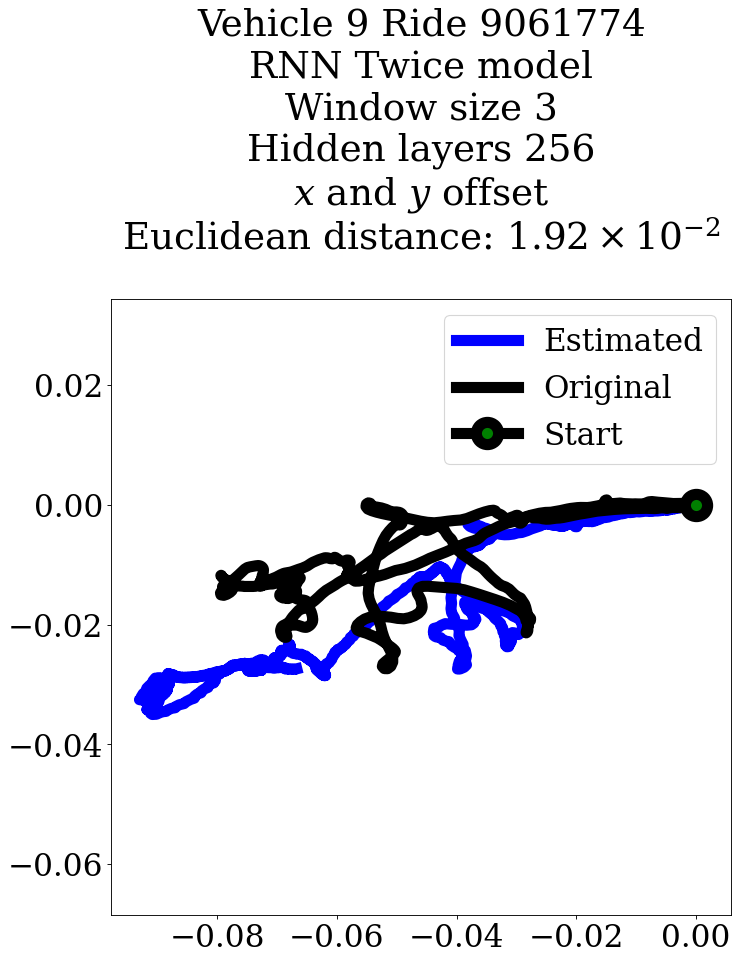 Vehicle 9 Ride 9061774
RNN Twice model
Window size 3
Hidden layers 256
x and y offset
Euclidean distance: 1.92 × 10⁻²
Estimated
Original
Start
0.02
0.00
−0.02
−0.04
−0.06
−0.08 −0.06 −0.04 −0.02 0.00